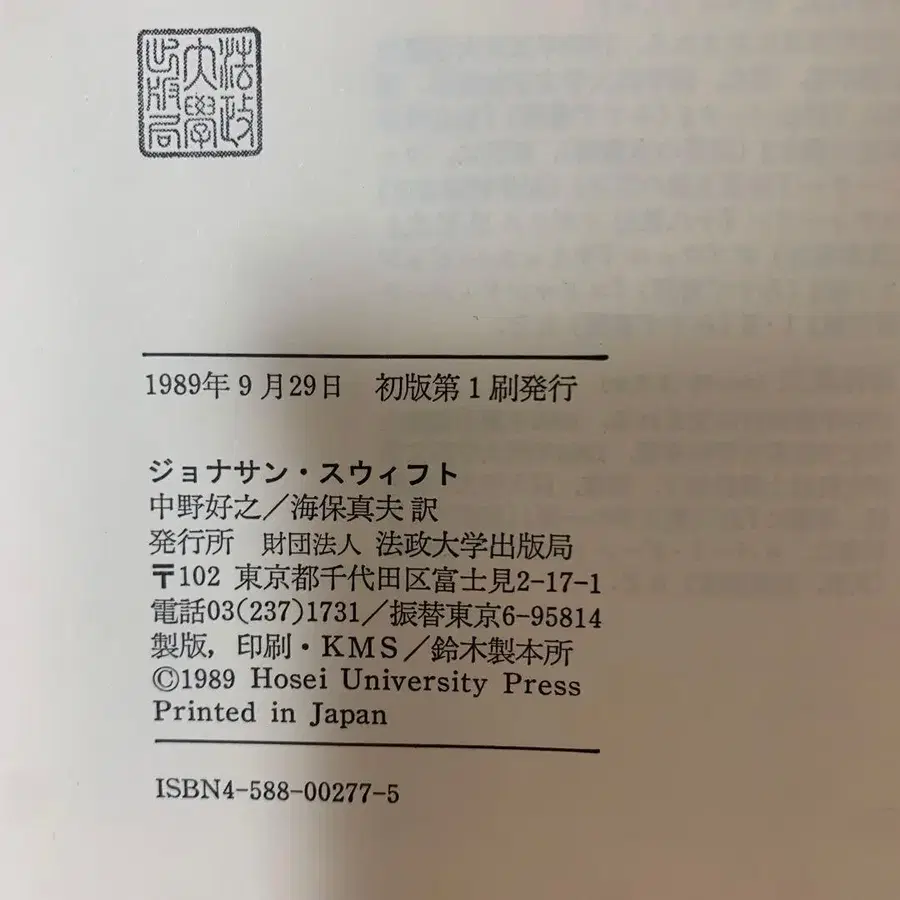 法政
大學
出版局
1989年9月29日　初版第1刷発行
ジョナサン・スウィフト
中野好之／海保真夫 訳
発行所　財団法人 法政大学出版局
〒102 東京都千代田区富士見2-17-1
電話03(237)1731／振替東京6-95814
製版，印刷・KMS／鈴木製本所
©1989 Hosei University Press
Printed in Japan
ISBN4-588-00277-5